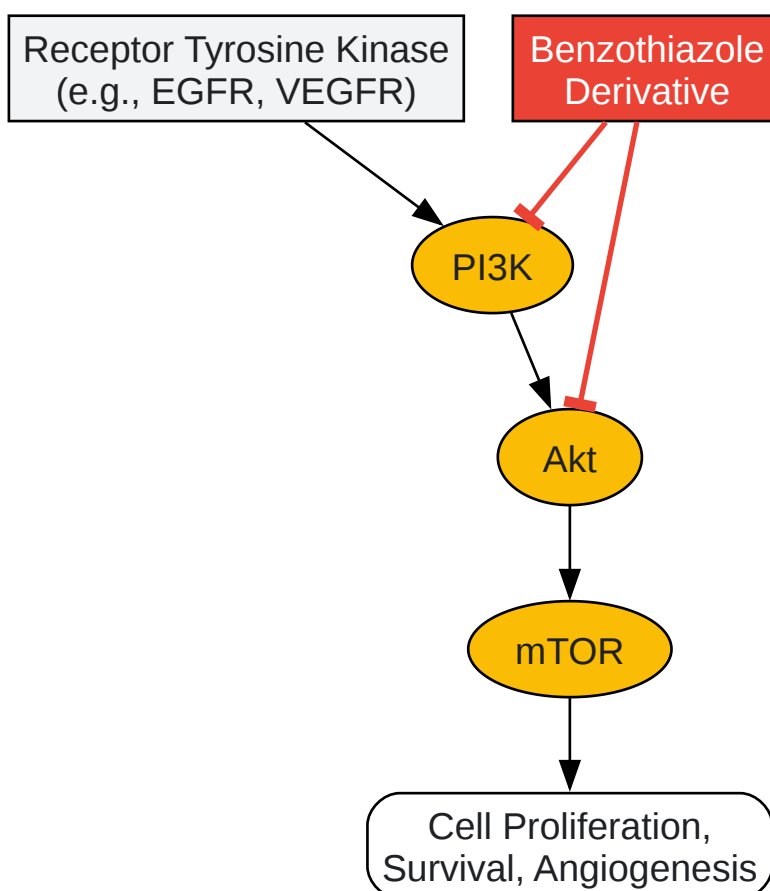 Receptor Tyrosine Kinase
(e.g., EGFR, VEGFR)
Benzothiazole
Derivative
PI3K
Akt
mTOR
Cell Proliferation,
Survival, Angiogenesis